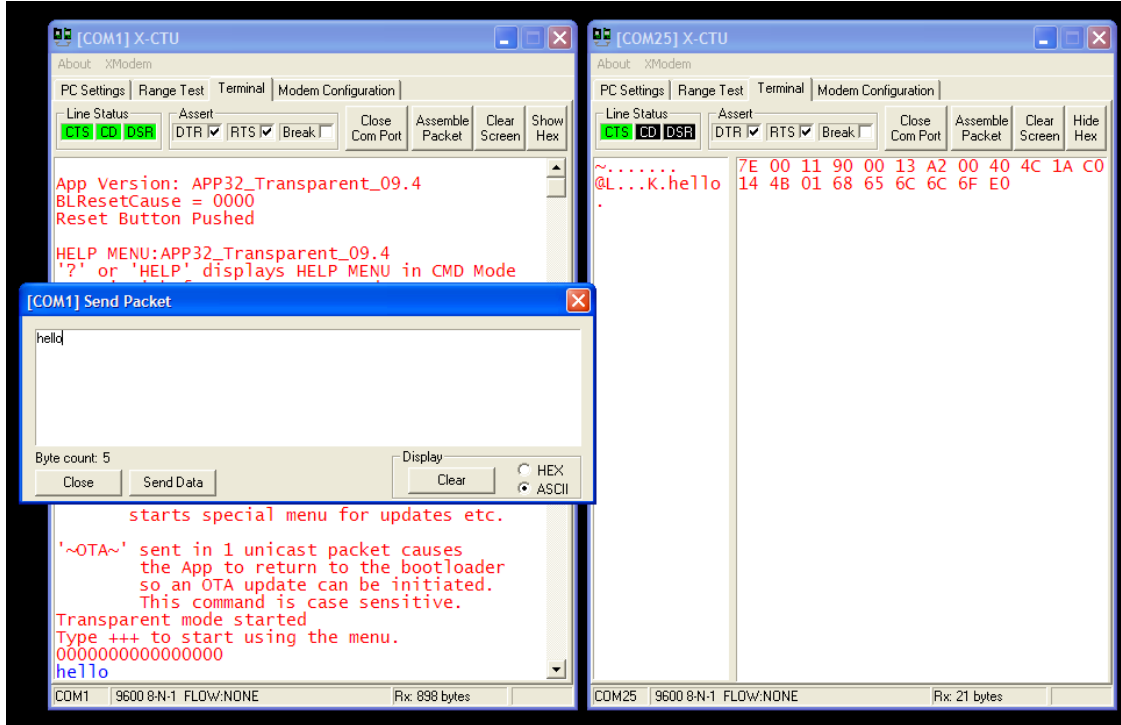 [COM1] X-CTU
About XModem
PC Settings Range Test Terminal Modem Configuration
Line Status Assert
CTS CD DSR DTR RTS Break Close Com Port Assemble Packet Clear Screen Show Hex
App Version: APP32_Transparent_09.4
BLResetCause = 0000
Reset Button Pushed
HELP MENU:APP32_Transparent_09.4
'?' or 'HELP' displays HELP MENU in CMD Mode
[COM1] Send Packet
hello
Byte count: 5
Display
Close Send Data Clear HEX
ASCII
starts special menu for updates etc.
'~OTA~' sent in 1 unicast packet causes
the App to return to the bootloader
so an OTA update can be initiated.
This command is case sensitive.
Transparent mode started
Type +++ to start using the menu.
0000000000000000
hello
COM1 9600 8-N-1 FLOW:NONE Rx: 898 bytes
[COM25] X-CTU
About XModem
PC Settings Range Test Terminal Modem Configuration
Line Status Assert
CTS CD DSR DTR RTS Break Close Com Port Assemble Packet Clear Screen Hide Hex
~....... 7E 00 11 90 00 13 A2 00 40 4C 1A C0
@L...K.hello 14 4B 01 68 65 6C 6C 6F E0
.
COM25 9600 8-N-1 FLOW:NONE Rx: 21 bytes